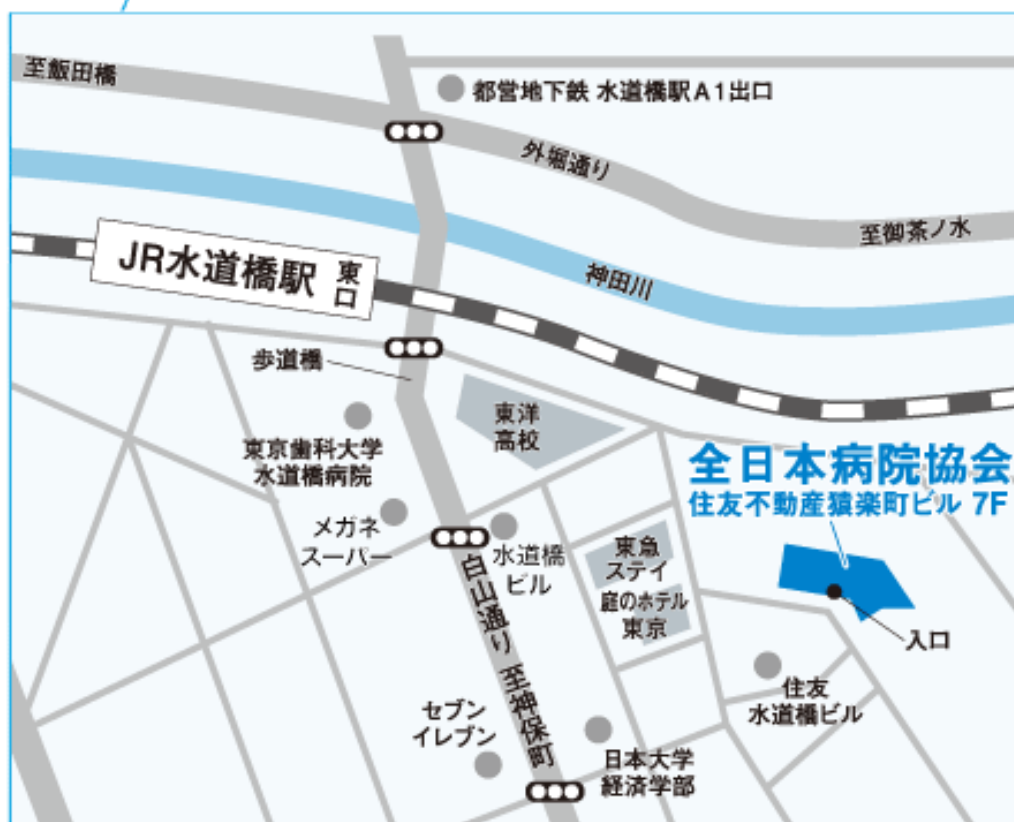 至飯田橋
都営地下鉄 水道橋駅A1出口
外堀通り
至御茶ノ水
JR水道橋駅
東口
神田川
歩道橋
東洋
高校
東京歯科大学
水道橋病院
全日本病院協会
住友不動産猿楽町ビル 7F
メガネ
スーパー
水道橋
ビル
東急
ステイ
庭のホテル
東京
白山通り 至神保町
入口
住友
水道橋ビル
セブン
イレブン
日本大学
経済学部